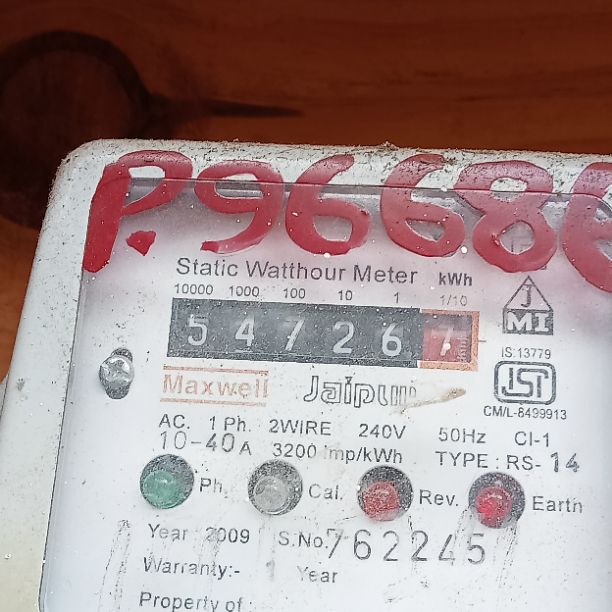 P.96686
Static Watthour Meter kWh
10000 1000 100 10 1 1/10
5 4 7 2 6 7
J
MI
IS:13779
Maxwell Jaipur
ISI
CM/L-8499913
AC. 1 Ph. 2WIRE 240V 50Hz Cl-1
10-40A 3200 imp/kWh TYPE : RS-14
Ph. Cal. Rev. Earth
Year 2009 S.No. 762245
Warranty:- 1 Year
Property of :